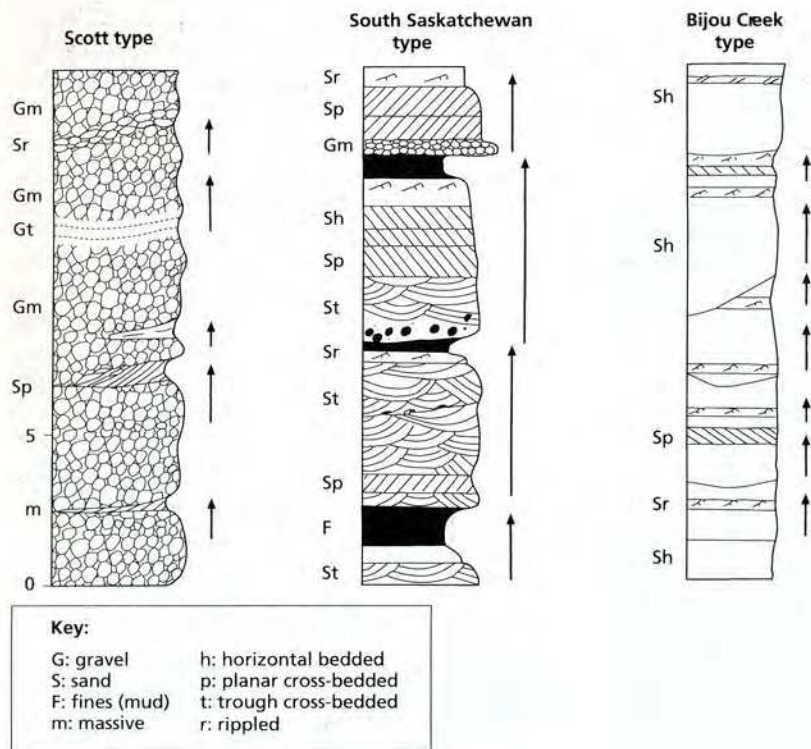 Scott type
Gm
Sr
Gm
Gt
Gm
Sp
5
m
0
South Saskatchewan
type
Sr
Sp
Gm
Sh
Sp
St
Sr
St
Sp
F
St
Bijou Creek
type
Sh
Sh
Sp
Sr
Sh
Key:
G: gravel
S: sand
F: fines (mud)
m: massive
h: horizontal bedded
p: planar cross-bedded
t: trough cross-bedded
r: rippled